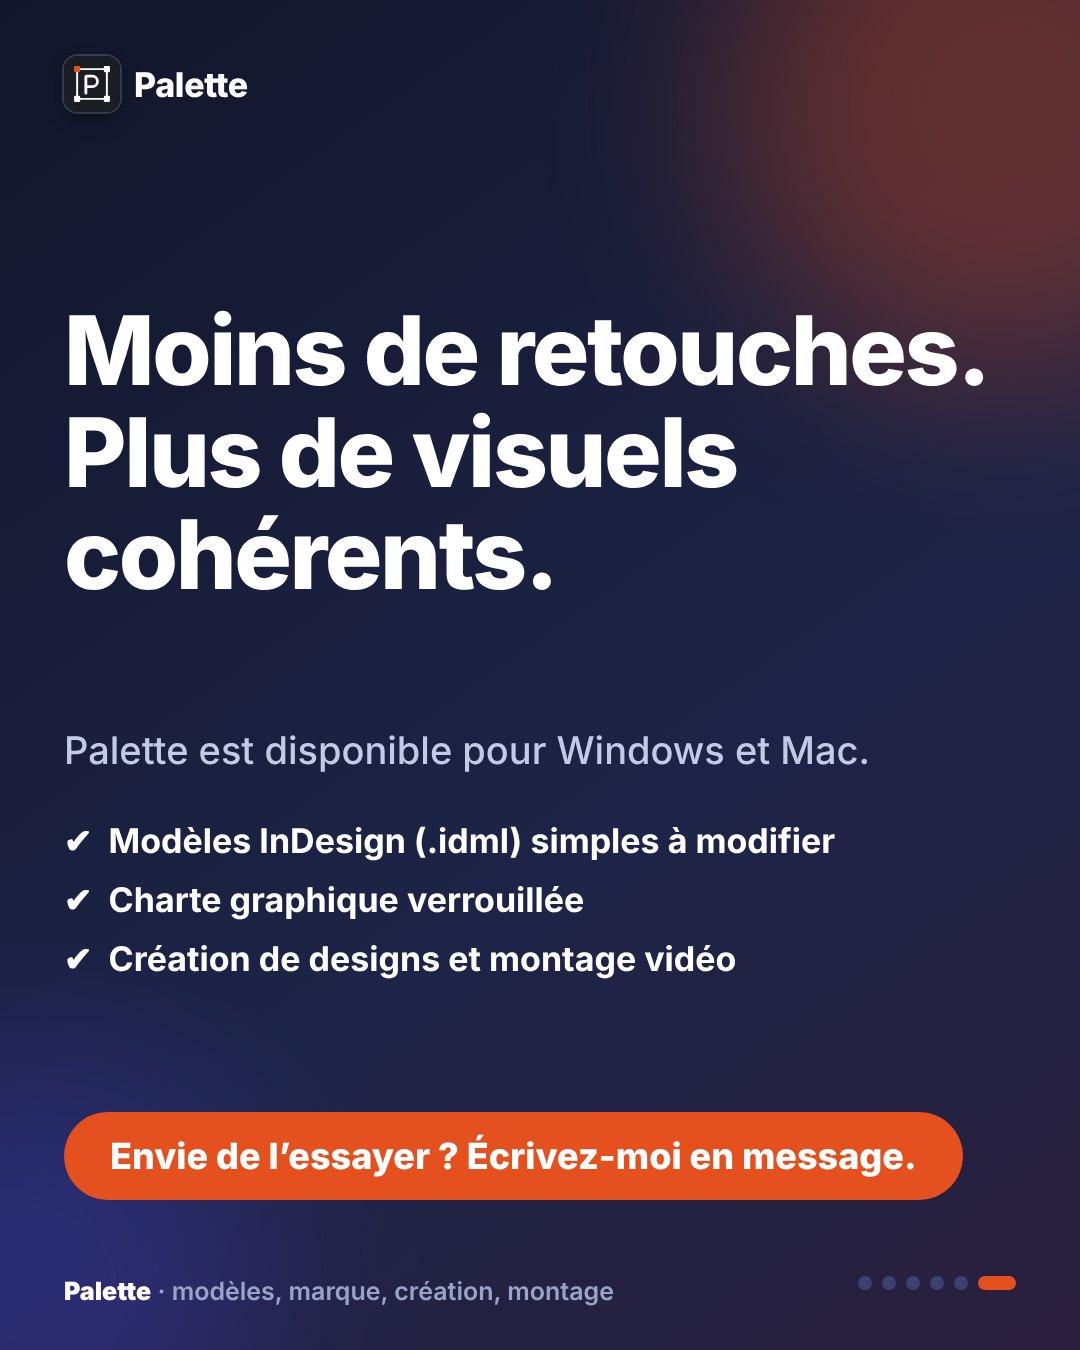 P
Palette
Moins de retouches.
Plus de visuels
cohérents.
Palette est disponible pour Windows et Mac.
✔ Modèles InDesign (.idml) simples à modifier
✔ Charte graphique verrouillée
✔ Création de designs et montage vidéo
Envie de l’essayer ? Écrivez-moi en message.
Palette · modèles, marque, création, montage